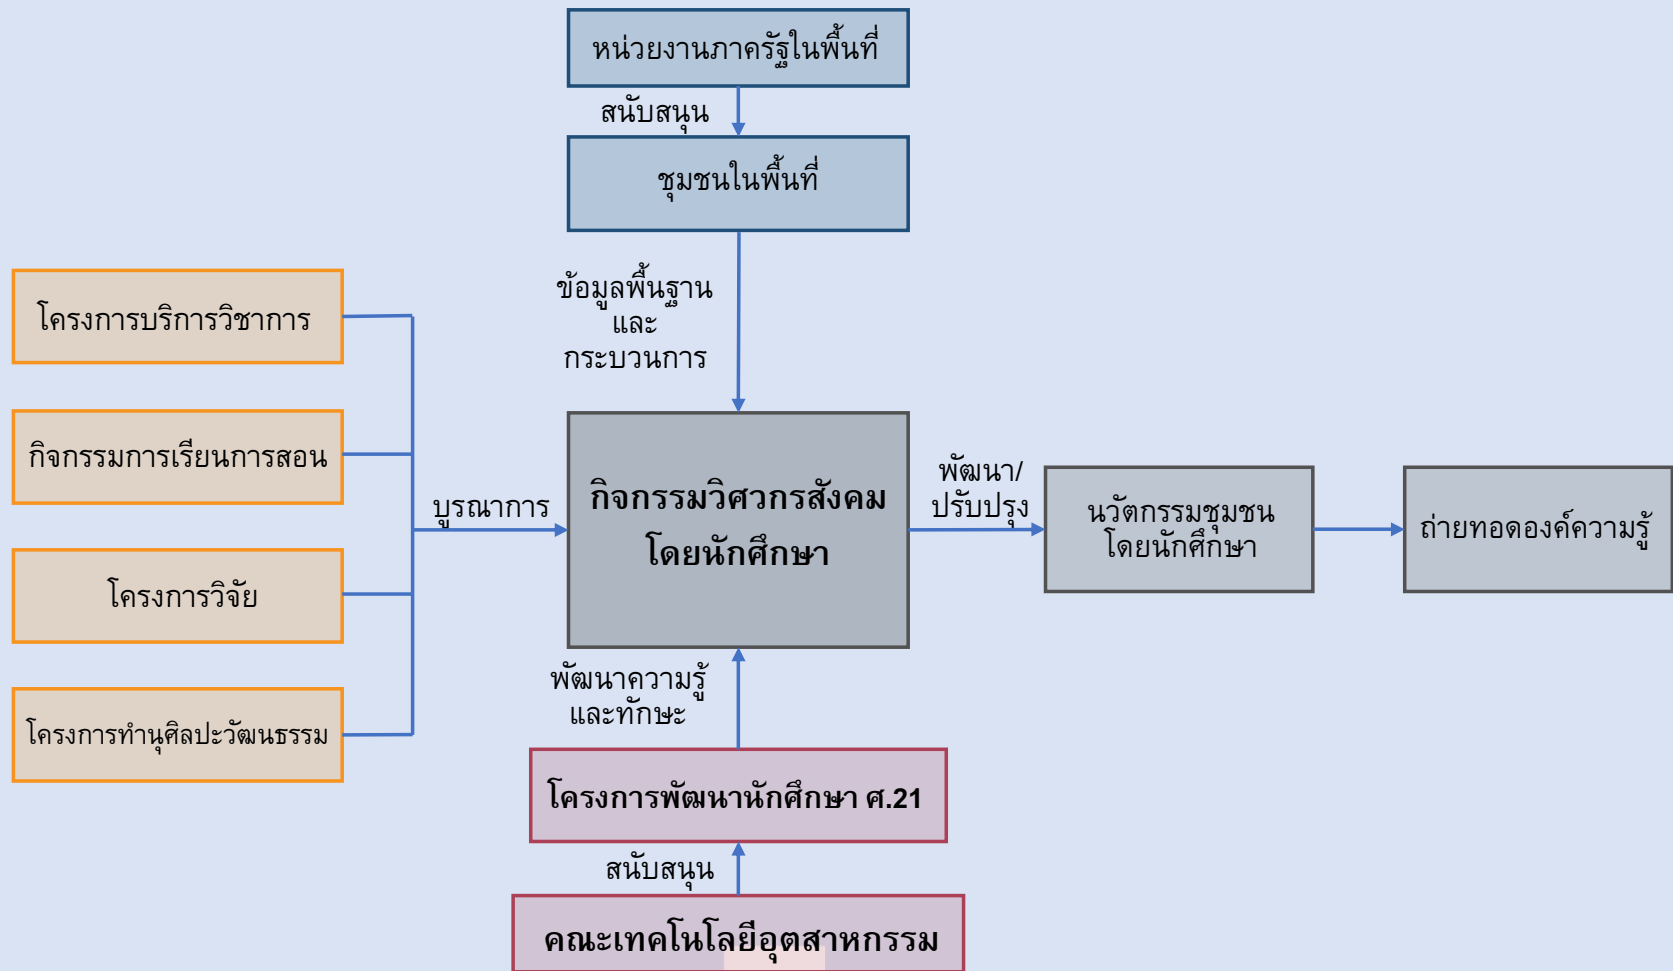 หน่วยงานภาครัฐในพื้นที่
สนับสนุน
ชุมชนในพื้นที่
ข้อมูลพื้นฐาน
และ
กระบวนการ
โครงการบริการวิชาการ
กิจกรรมการเรียนการสอน
โครงการวิจัย
โครงการทำนุศิลปะวัฒนธรรม
บูรณาการ
กิจกรรมวิศวกรสังคม
โดยนักศึกษา
พัฒนา/
ปรับปรุง
นวัตกรรมชุมชน
โดยนักศึกษา
ถ่ายทอดองค์ความรู้
พัฒนาความรู้
และทักษะ
โครงการพัฒนานักศึกษา ศ.21
สนับสนุน
คณะเทคโนโลยีอุตสาหกรรม